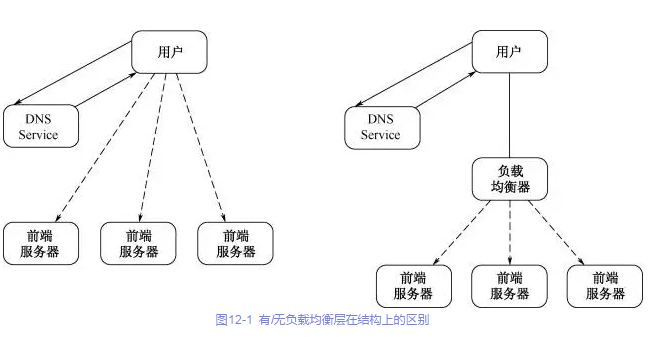 用户
DNS
Service
前端
服务器
前端
服务器
前端
服务器
用户
DNS
Service
负载
均衡器
前端
服务器
前端
服务器
前端
服务器
图12-1 有/无负载均衡层在结构上的区别